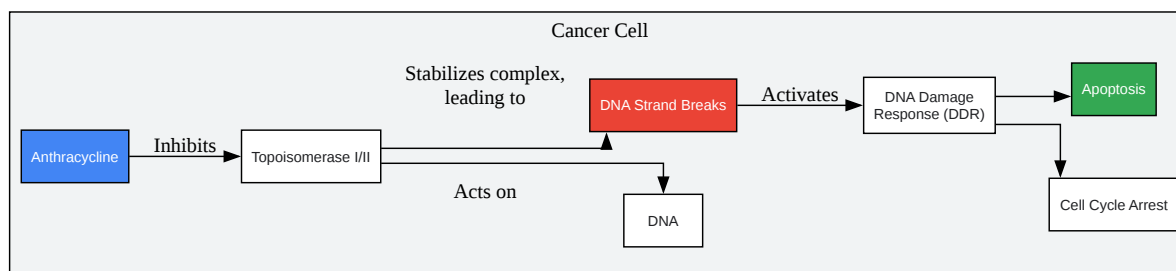 Cancer Cell
Stabilizes complex,
leading to
DNA Strand Breaks
Activates
DNA Damage
Response (DDR)
Apoptosis
Anthracycline
Inhibits
Topoisomerase I/II
Acts on
DNA
Cell Cycle Arrest